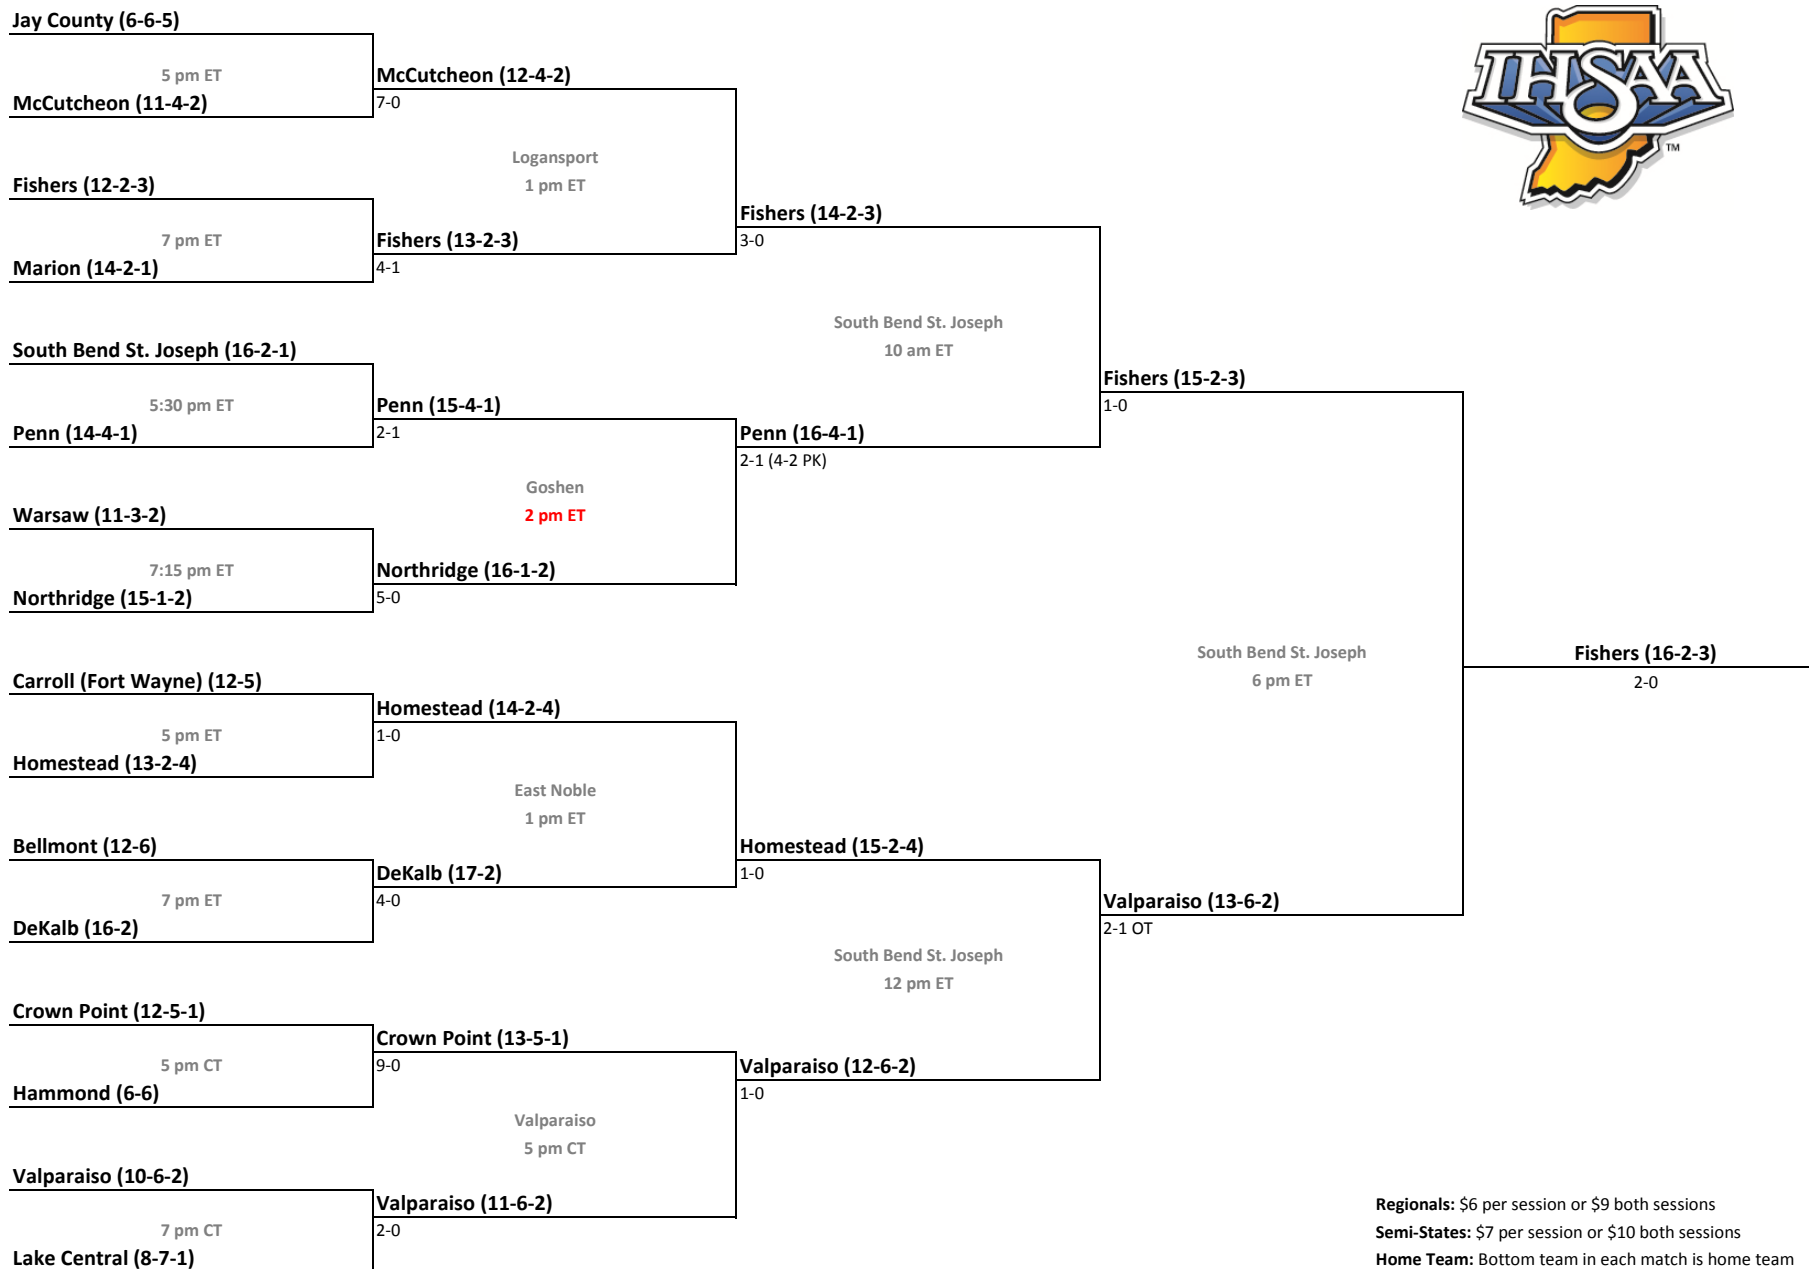 Jay County (6-6-5)
5 pm ET
McCutcheon (11-4-2)
McCutcheon (12-4-2)
7-0
Logansport
1 pm ET
Fishers (12-2-3)
7 pm ET
Marion (14-2-1)
Fishers (13-2-3)
4-1
Fishers (14-2-3)
3-0
South Bend St. Joseph
10 am ET
South Bend St. Joseph (16-2-1)
5:30 pm ET
Penn (14-4-1)
Penn (15-4-1)
2-1
Goshen
2 pm ET
Penn (16-4-1)
2-1 (4-2 PK)
Warsaw (11-3-2)
7:15 pm ET
Northridge (15-1-2)
Northridge (16-1-2)
5-0
Fishers (15-2-3)
1-0
South Bend St. Joseph
6 pm ET
Fishers (16-2-3)
2-0
Carroll (Fort Wayne) (12-5)
5 pm ET
Homestead (13-2-4)
Homestead (14-2-4)
1-0
East Noble
1 pm ET
Bellmont (12-6)
7 pm ET
DeKalb (16-2)
DeKalb (17-2)
4-0
Homestead (15-2-4)
1-0
South Bend St. Joseph
12 pm ET
Valparaiso (13-6-2)
2-1 OT
Crown Point (12-5-1)
5 pm CT
Hammond (6-6)
Crown Point (13-5-1)
9-0
Valparaiso
5 pm CT
Valparaiso (12-6-2)
1-0
Valparaiso (10-6-2)
7 pm CT
Lake Central (8-7-1)
Valparaiso (11-6-2)
2-0
IHSAA
TM
Regionals: $6 per session or $9 both sessions
Semi-States: $7 per session or $10 both sessions
Home Team: Bottom team in each match is home team